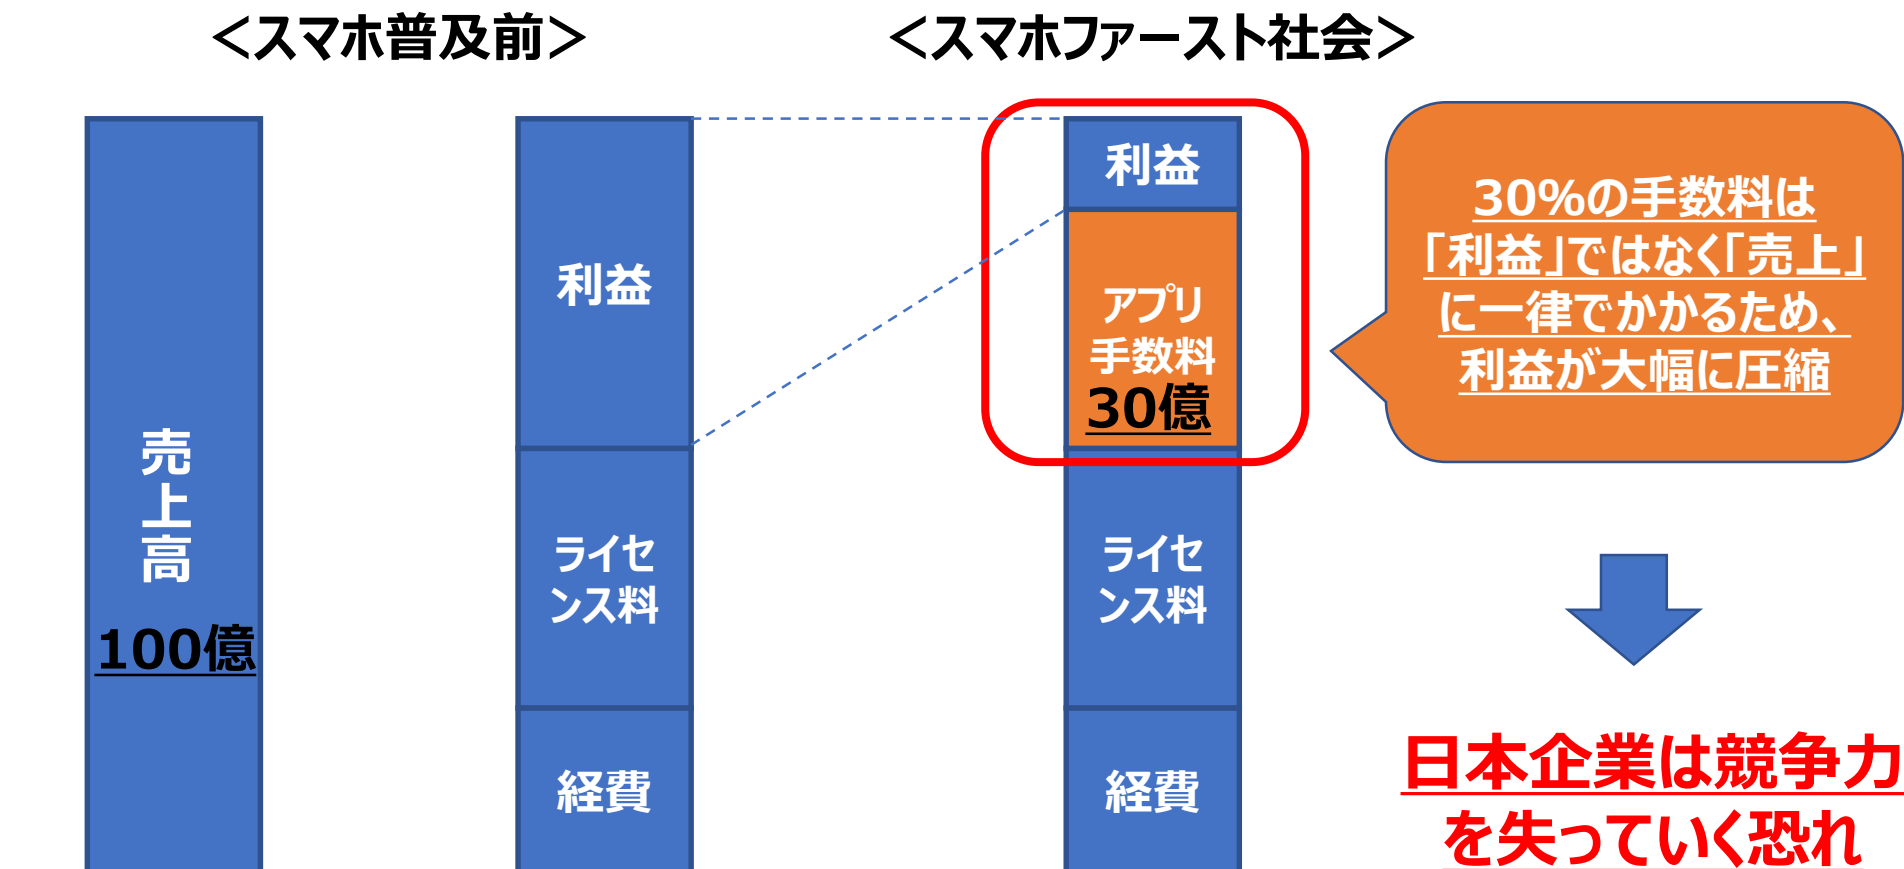 ＜スマホ普及前＞
＜スマホファースト社会＞
売
上
高
100億
利益
ライセ
ンス料
経費
利益
アプリ
手数料
30億
ライセ
ンス料
経費
30%の手数料は
「利益」ではなく「売上」
に一律でかかるため、
利益が大幅に圧縮
日本企業は競争力
を失っていく恐れ